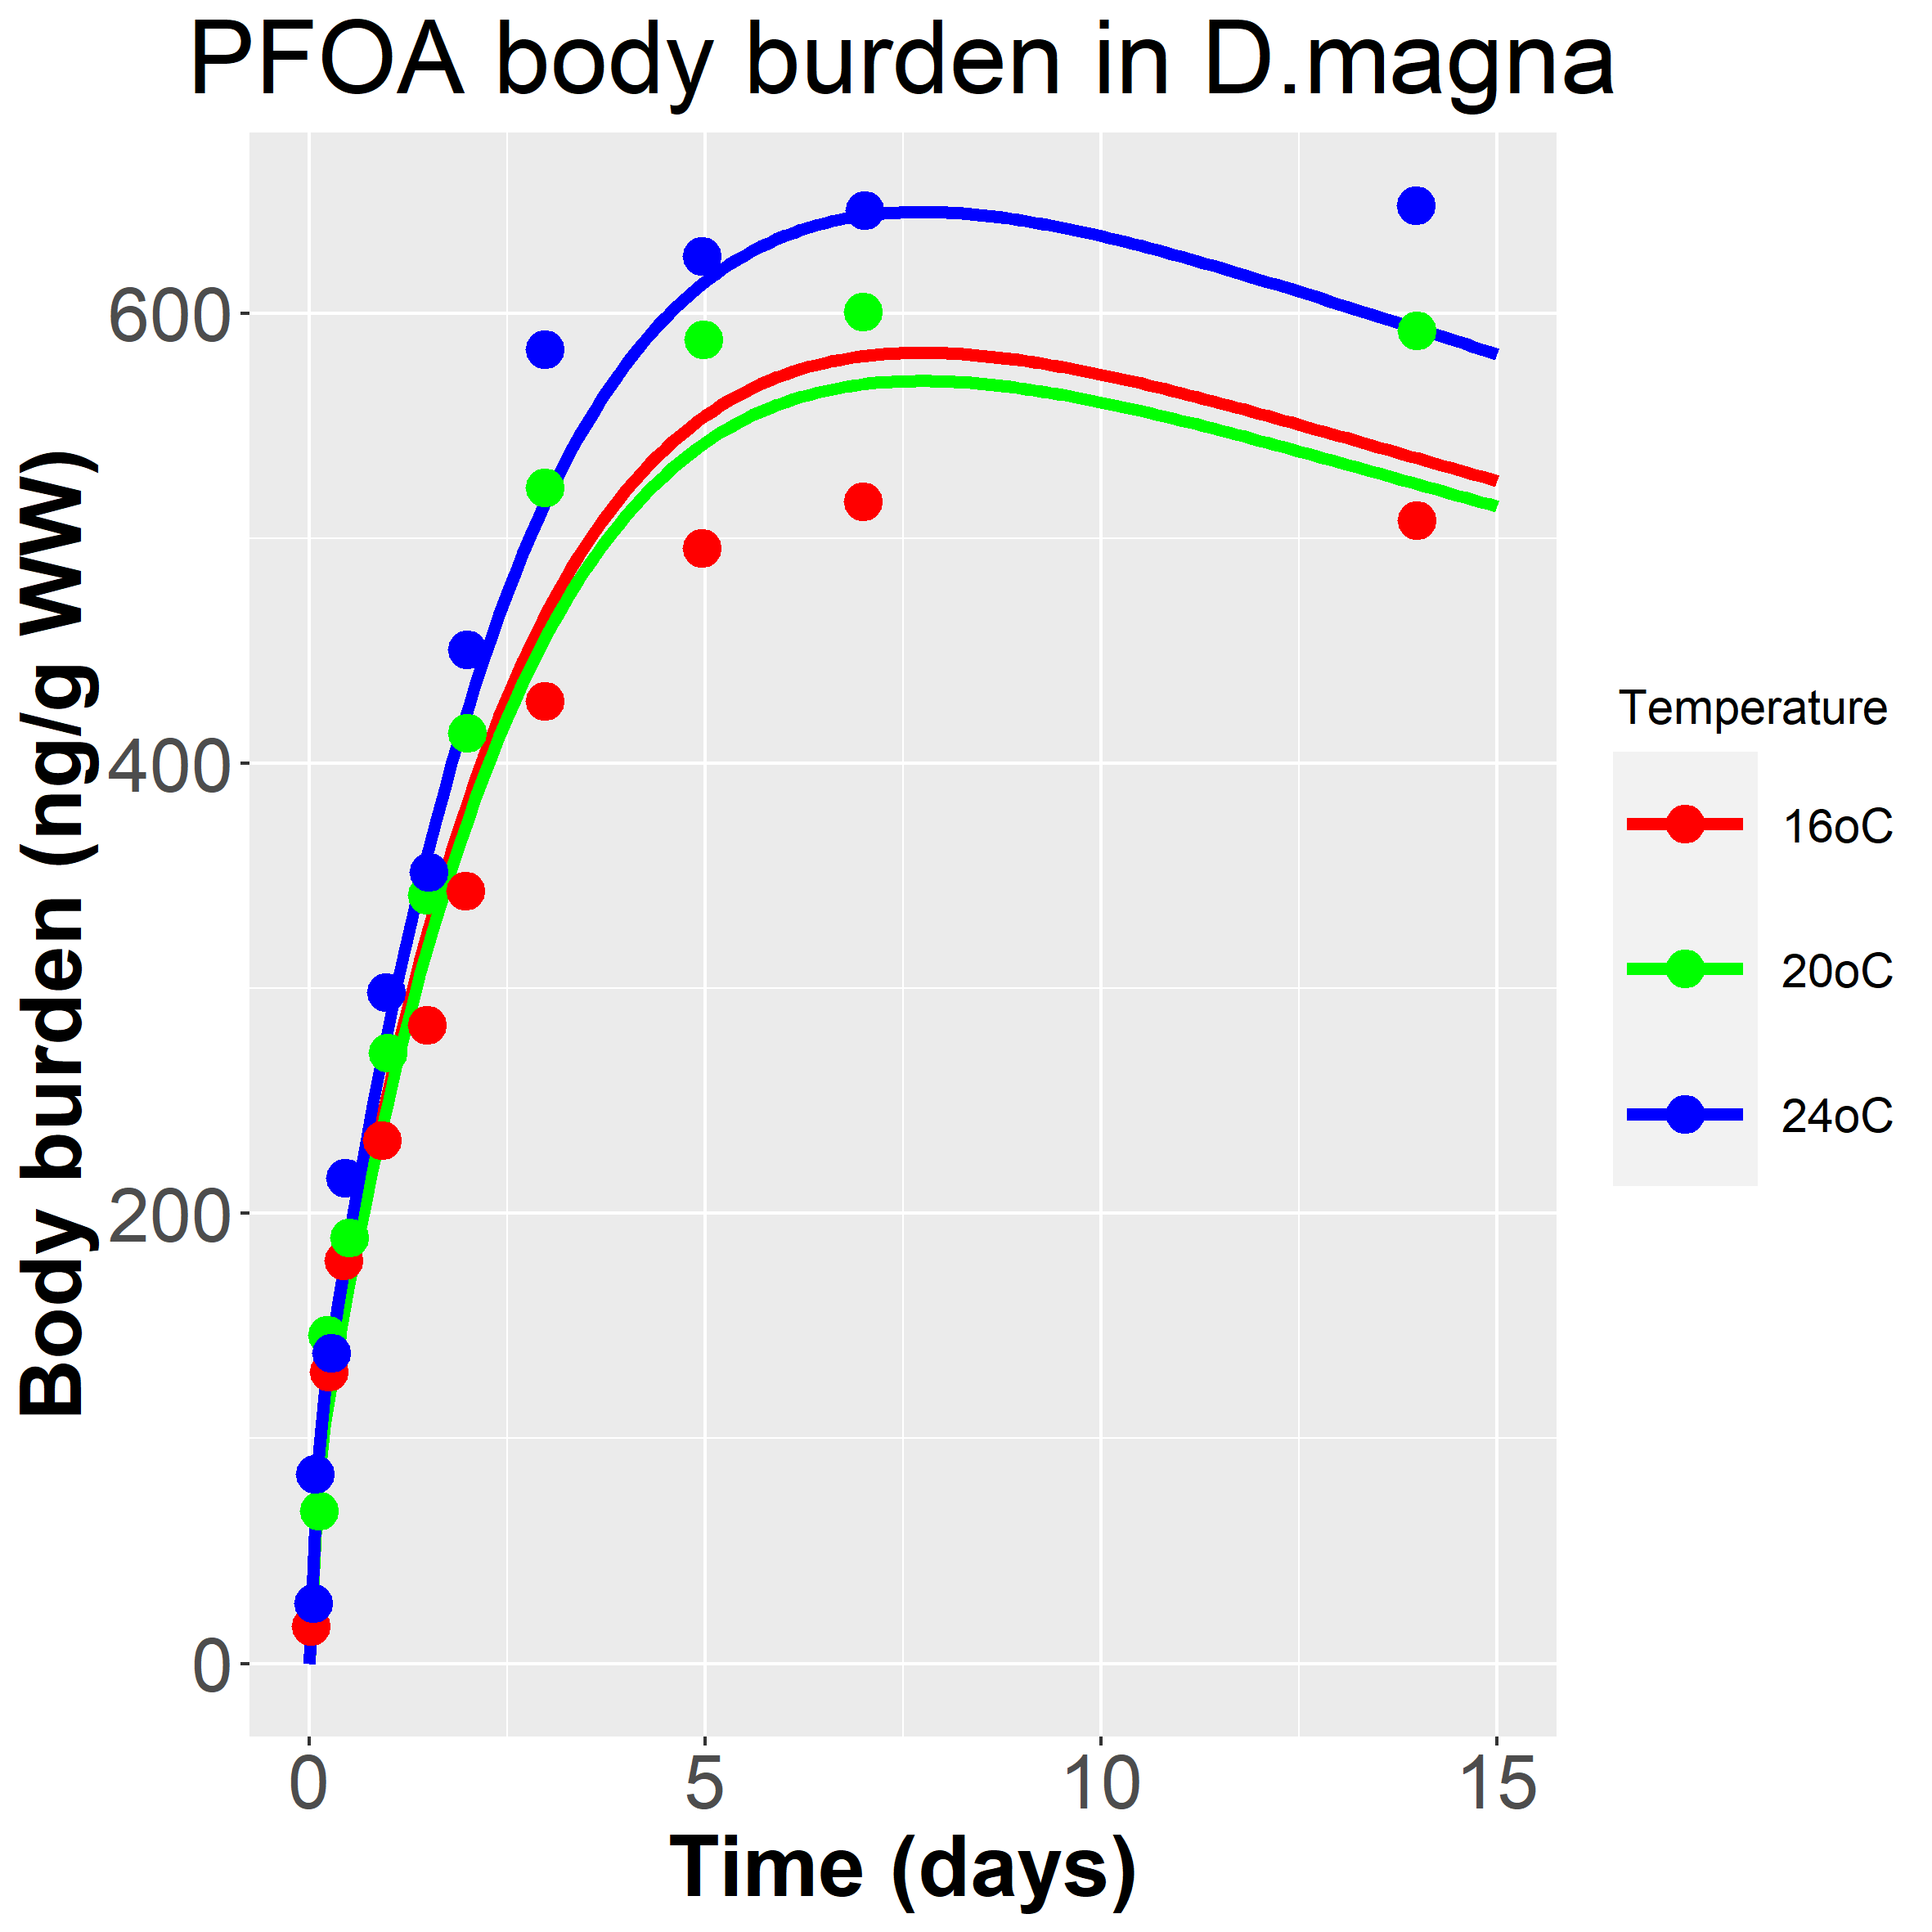 PFOA body burden in D.magna
Body burden (ng/g WW)
600
400
200
0
0 5 10 15
Time (days)
Temperature
16oC
20oC
24oC